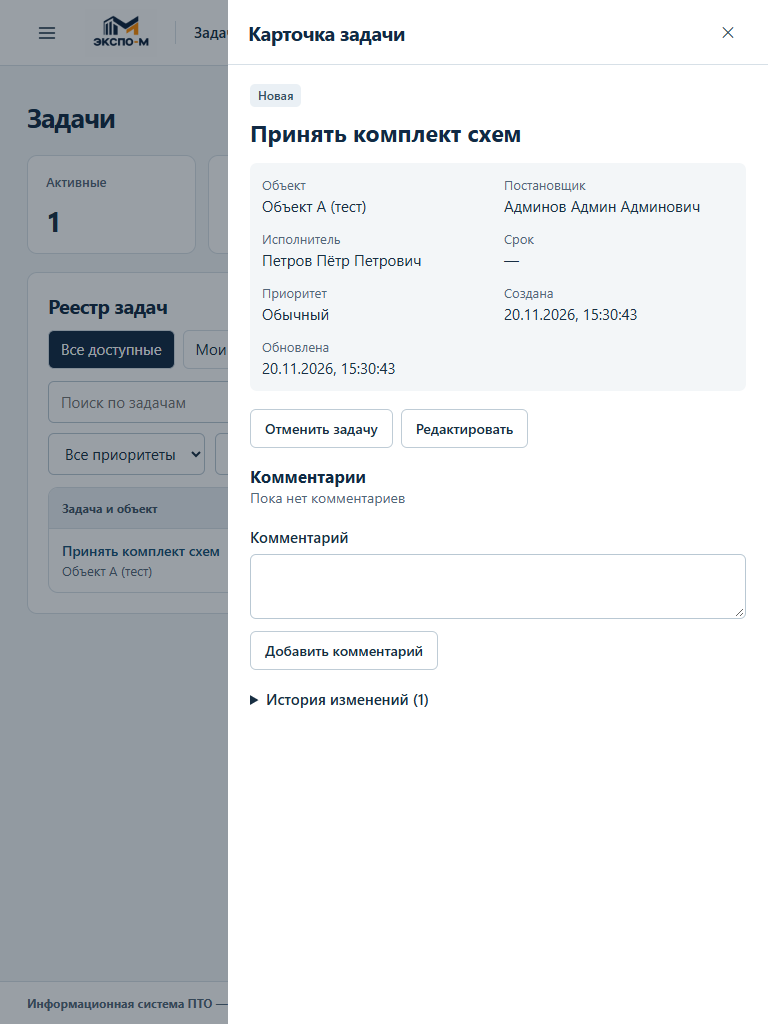 ЭКСПО-М
Задач
Карточка задачи
Задачи
Активные
1
Реестр задач
Все доступные
Мои
Поиск по задачам
Все приоритеты
Задача и объект
Принять комплект схем
Объект А (тест)
Информационная система ПТО —
Новая
Принять комплект схем
Объект
Постановщик
Объект А (тест)
Админов Админ Админович
Исполнитель
Срок
Петров Пётр Петрович
—
Приоритет
Создана
Обычный
20.11.2026, 15:30:43
Обновлена
20.11.2026, 15:30:43
Отменить задачу
Редактировать
Комментарии
Пока нет комментариев
Комментарий
Добавить комментарий
История изменений (1)